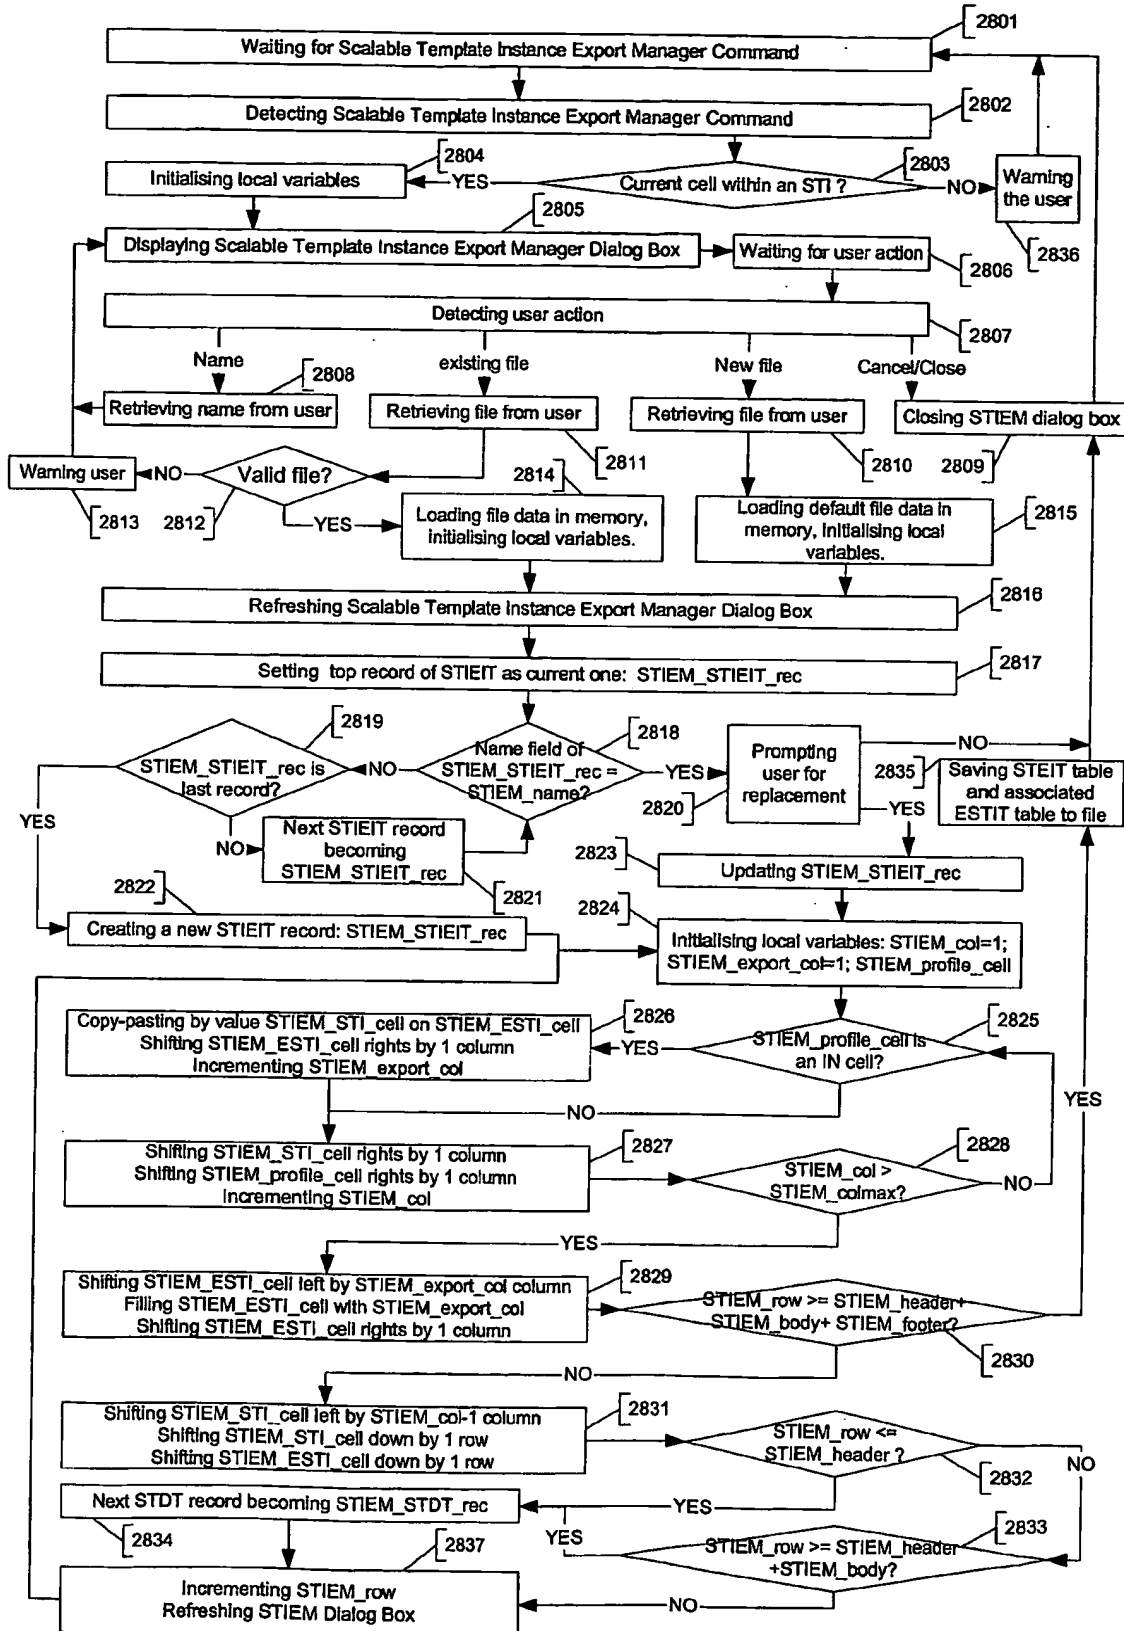 2801
Waiting for Scalable Template Instance Export Manager Command
2802
Detecting Scalable Template Instance Export Manager Command
2804
2803
Initialising local variables
YES
Current cell within an STI ?
NO
Warning
the user
2805
Displaying Scalable Template Instance Export Manager Dialog Box
Waiting for user action
2806
2836
Detecting user action
2807
Name
existing file
New file
Cancel/Close
2808
Retrieving name from user
Retrieving file from user
Retrieving file from user
Closing STIEM dialog box
2811
2810
2809
Warning user
NO
Valid file?
2814
2813
2812
YES
Loading file data in memory,
initialising local variables.
Loading default file data in
memory, initialising local
variables.
2815
Refreshing Scalable Template Instance Export Manager Dialog Box
2816
Setting top record of STIEIT as current one: STIEM_STIEIT_rec
2817
2819
2818
STIEM_STIEIT_rec is
last record?
NO
Name field of
STIEM_STIEIT_rec =
STIEM_name?
YES
Prompting
user for
replacement
NO
2835
2820
YES
Saving STEIT table
and associated
ESTIT table to file
YES
NO
Next STIEIT record
becoming
STIEM_STIEIT_rec
2821
2823
Updating STIEM_STIEIT_rec
2822
Creating a new STIEIT record: STIEM_STIEIT_rec
2824
Initialising local variables: STIEM_col=1;
STIEM_export_col=1; STIEM_profile_cell
Copy-pasting by value STIEM_STI_cell on STIEM_ESTI_cell
Shifting STIEM_ESTI_cell rights by 1 column
Incrementing STIEM_export_col
2826
YES
STIEM_profile_cell is
an IN cell?
2825
NO
YES
Shifting STIEM_STI_cell rights by 1 column
Shifting STIEM_profile_cell rights by 1 column
Incrementing STIEM_col
2827
STIEM_col >
STIEM_colmax?
2828
NO
YES
Shifting STIEM_ESTI_cell left by STIEM_export_col column
Filling STIEM_ESTI_cell with STIEM_export_col
Shifting STIEM_ESTI_cell rights by 1 column
2829
STIEM_row >= STIEM_header+
STIEM_body+ STIEM_footer?
2830
NO
Shifting STIEM_STI_cell left by STIEM_col-1 column
Shifting STIEM_STI_cell down by 1 row
Shifting STIEM_ESTI_cell down by 1 row
2831
STIEM_row <=
STIEM_header ?
2832
NO
Next STDT record becoming STIEM_STDT_rec
YES
2834
2837
YES
STIEM_row >= STIEM_header
+STIEM_body?
2833
Incrementing STIEM_row
Refreshing STIEM Dialog Box
NO